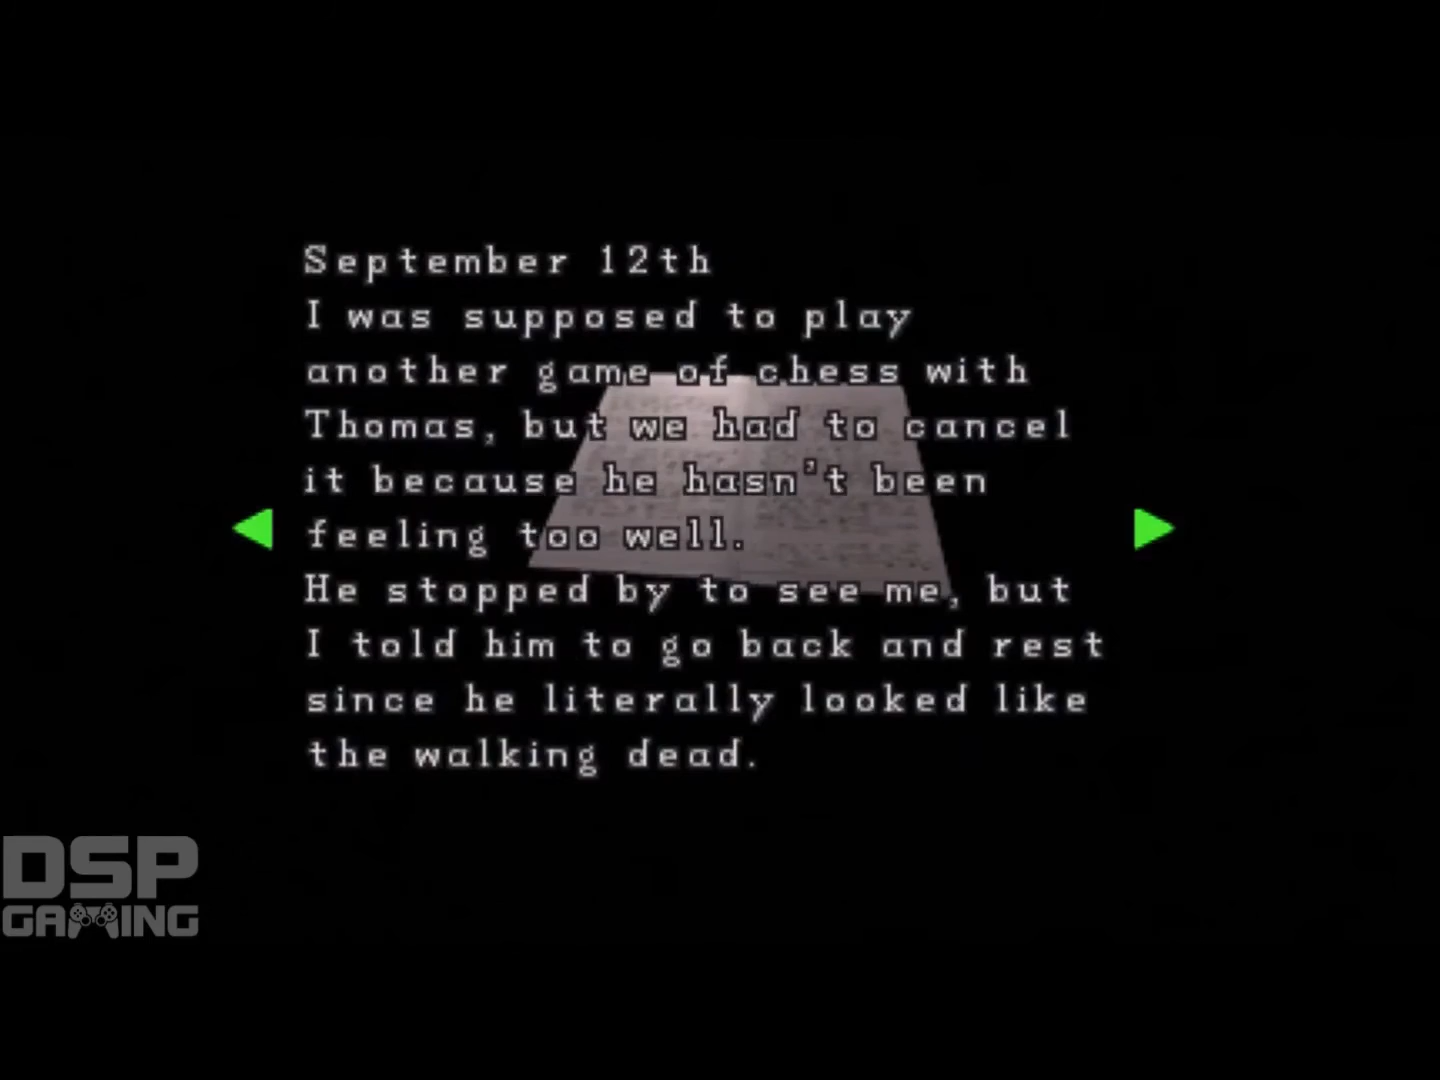 September 12th
I was supposed to play
another game of chess with
Thomas, but we had to cancel
it because he hasn't been
feeling too well.
He stopped by to see me, but
I told him to go back and rest
since he literally looked like
the walking dead.
DSP
GAMING